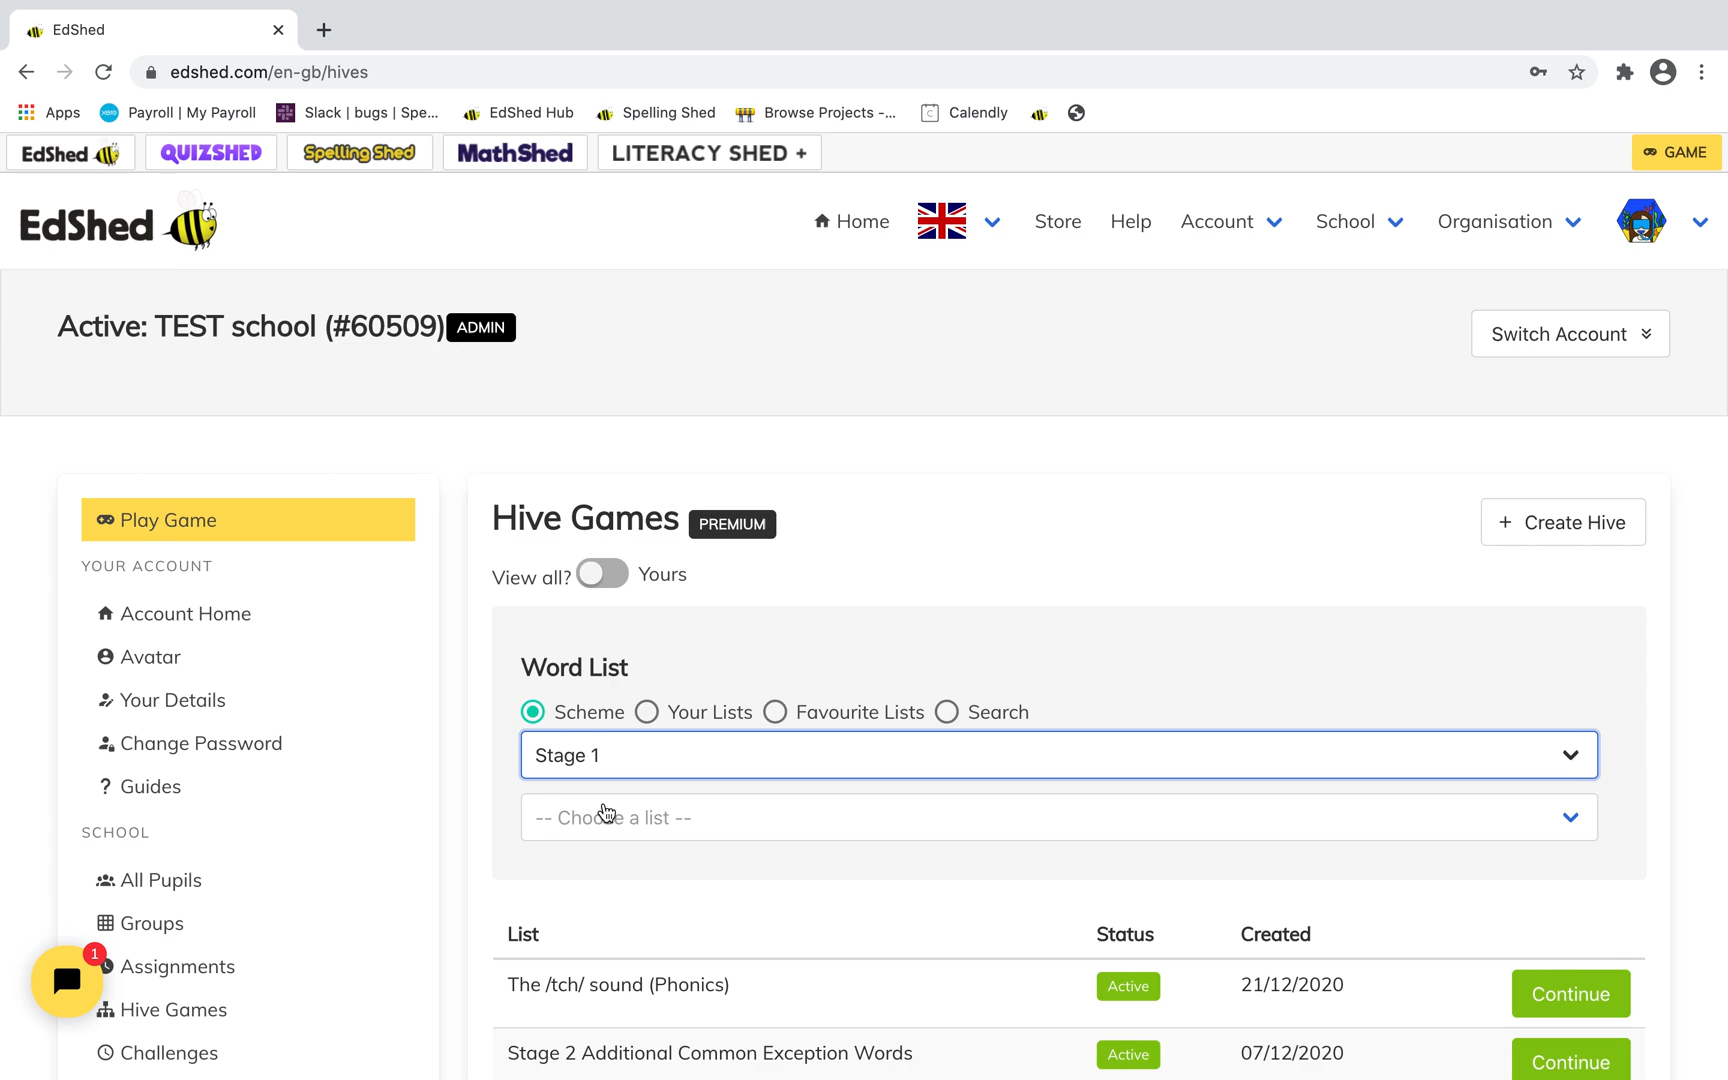 EdShed
edshed.com/en-gb/hives
Apps
xero
Payroll | My Payroll
Slack | bugs | Spe...
EdShed Hub
Spelling Shed
Browse Projects -...
C
Calendly
EdShed
QUIZSHED
Spelling Shed
MathShed
LITERACY SHED +
GAME
EdShed
Home
Store
Help
Account
School
Organisation
Active: TEST school (#60509) ADMIN
Switch Account
Play Game
YOUR ACCOUNT
Account Home
Avatar
Your Details
Change Password
? Guides
SCHOOL
All Pupils
Groups
Assignments
1
Hive Games
Challenges
Hive Games PREMIUM
+ Create Hive
View all? Yours
Word List
Scheme Your Lists Favourite Lists Search
Stage 1
-- Choose a list --
List Status Created
The /tch/ sound (Phonics) Active 21/12/2020 Continue
Stage 2 Additional Common Exception Words Active 07/12/2020 Continue